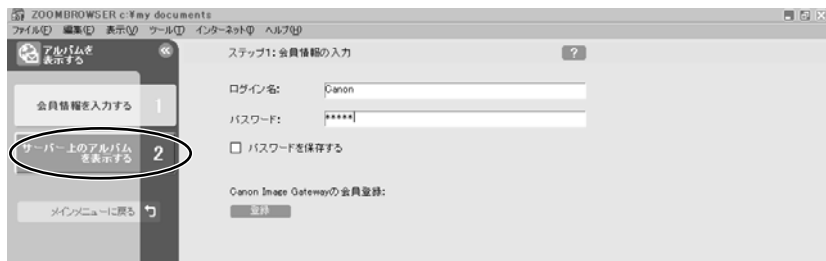 ZOOMBROWSER c:¥my documents
ファイル(F) 編集(E) 表示(V) ツール(T) インターネット(I) ヘルプ(H)
アルバムを
表示する
ステップ1: 会員情報の入力
?
会員情報を入力する 1
ログイン名: Canon
パスワード: *****
サーバー上のアルバム
を表示する 2
パスワードを保存する
メインメニューに戻る
Canon Image Gatewayの会員登録:
登録